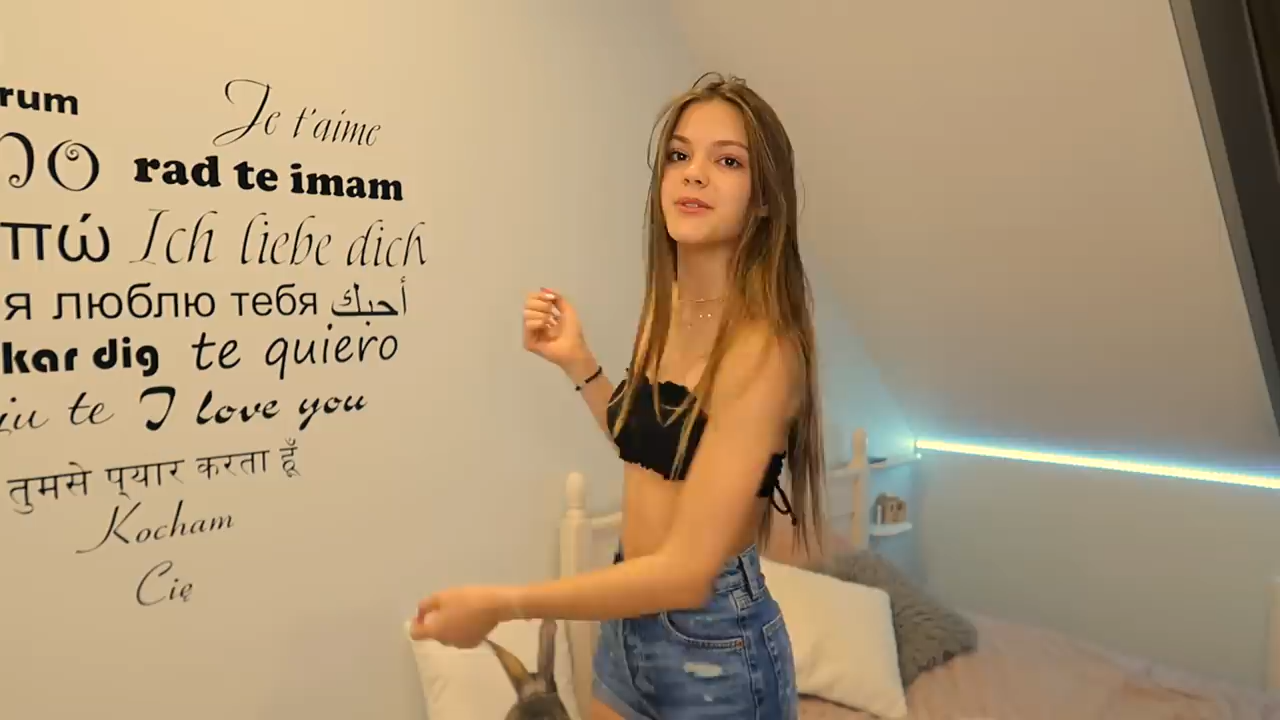 rum Je t'aime
rad te imam
πώ Ich liebe dich
я люблю тебя أحبك
kar dig te quiero
te I love you
तुमसे प्यार करता हूँ
Kocham
Cię